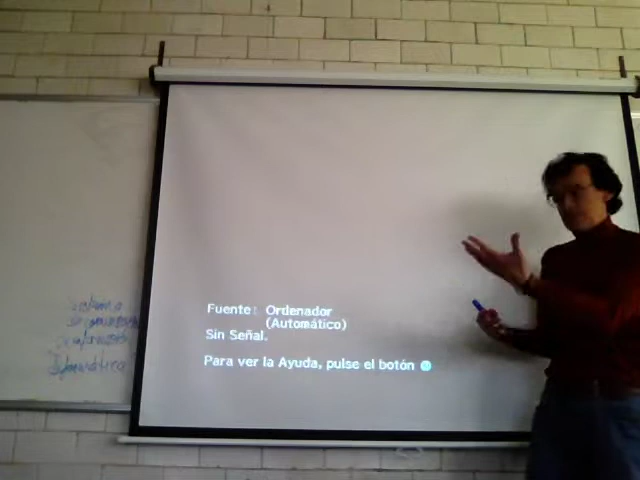 Fuente: Ordenador
(Automático)
Sin Señal.
Para ver la Ayuda, pulse el botón